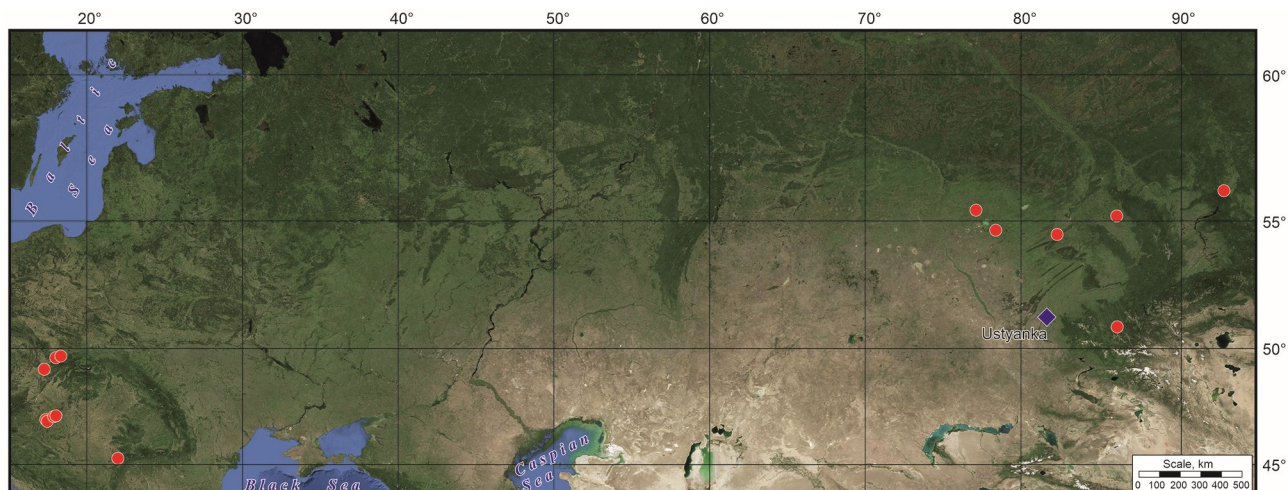 20° 30° 40° 50° 60° 70° 80° 90°
60°
Baltic
Sea
55°
Ustyanka
50°
Caspian
Sea
45°
Black Sea
Scale, km
0 100 200 300 400 500